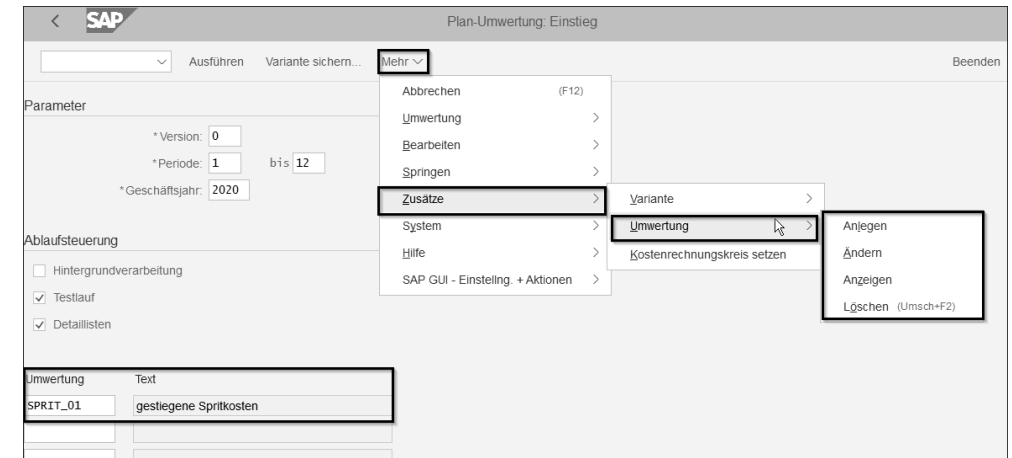 SAP Plan-Umwertung: Einstieg
Ausführen Variante sichern... Mehr Beenden
Abbrechen (F12)
Umwertung
Bearbeiten
Springen
Zusätze
System
Hilfe
SAP GUI - Einstellng. + Aktionen
Variante
Umwertung
Kostenrechnungskreis setzen
Anlegen
Ändern
Anzeigen
Löschen (Umsch+F2)
Parameter
*Version: 0
*Periode: 1 bis 12
*Geschäftsjahr: 2020
Ablaufsteuerung
Hintergrundverarbeitung
Testlauf
Detaillisten
Umwertung Text
SPRIT_01 gestiegene Spritkosten